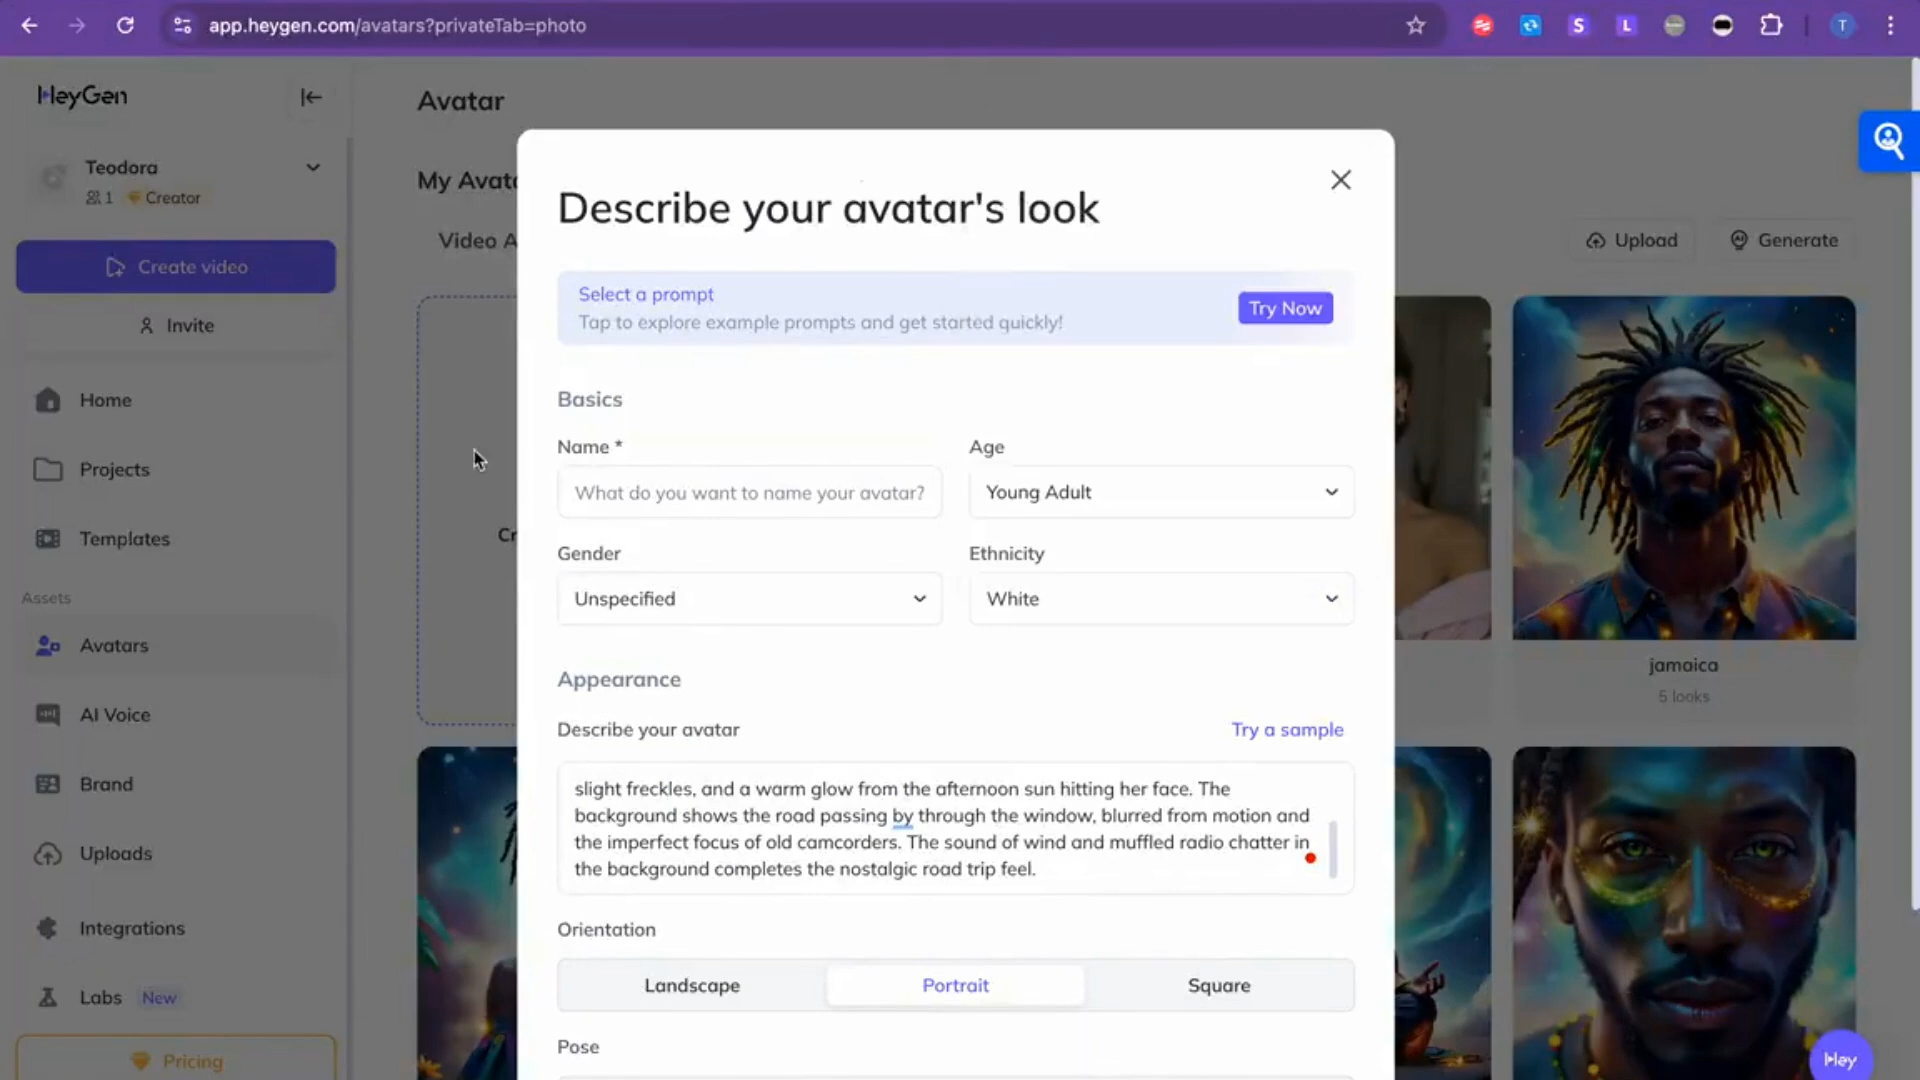 app.heygen.com/avatars?privateTab=photo
S
L
T
HeyGen
Teodora
1
Creator
Create video
Invite
Home
Projects
Templates
Assets
Avatars
AI Voice
Brand
Uploads
Integrations
Labs New
Pricing
Avatar
My Avat
Video A
Upload
Generate
Cr
Describe your avatar's look
Select a prompt
Tap to explore example prompts and get started quickly!
Try Now
Basics
Name *
Age
What do you want to name your avatar?
Young Adult
Gender
Ethnicity
Unspecified
White
Appearance
Describe your avatar
Try a sample
slight freckles, and a warm glow from the afternoon sun hitting her face. The
background shows the road passing by through the window, blurred from motion and
the imperfect focus of old camcorders. The sound of wind and muffled radio chatter in
the background completes the nostalgic road trip feel.
Orientation
Landscape
Portrait
Square
Pose
jamaica
5 looks
Hey